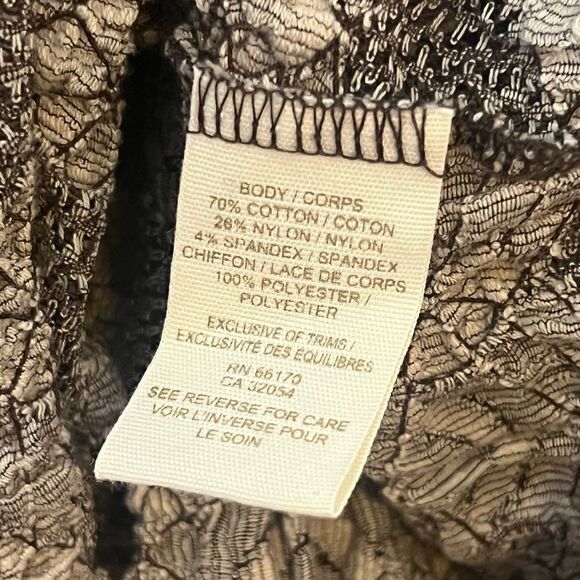 BODY / CORPS
70% COTTON / COTON
26% NYLON / NYLON
4% SPANDEX / SPANDEX
CHIFFON / LACE DE CORPS
100% POLYESTER /
POLYESTER
EXCLUSIVE OF TRIMS /
EXCLUSIVITÉ DES ÉQUILIBRES
RN 66170
CA 32054
SEE REVERSE FOR CARE
VOIR L'INVERSE POUR
LE SOIN